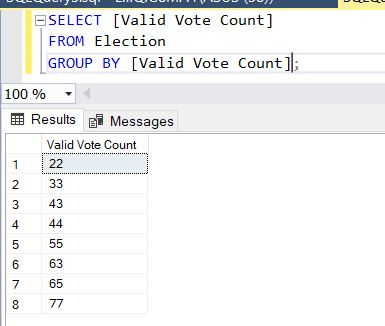 SELECT [Valid Vote Count]
FROM Election
GROUP BY [Valid Vote Count];
100 %
Results Messages
Valid Vote Count
1 22
2 33
3 43
4 44
5 55
6 63
7 65
8 77